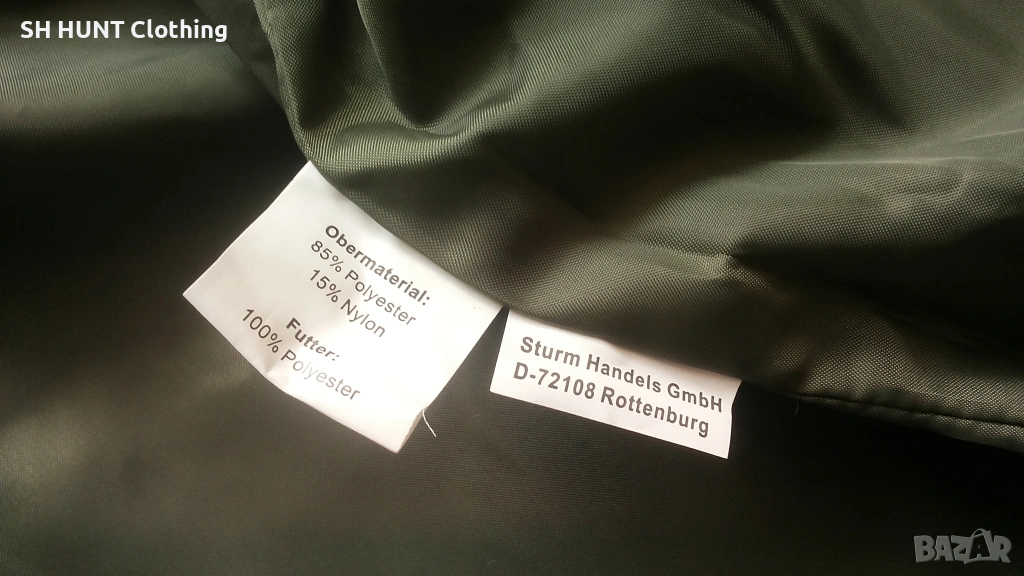 SH HUNT Clothing
Obermaterial:
85% Polyester
15% Nylon
Futter:
100% Polyester
Sturm Handels GmbH
D-72108 Rottenburg
BAZAR